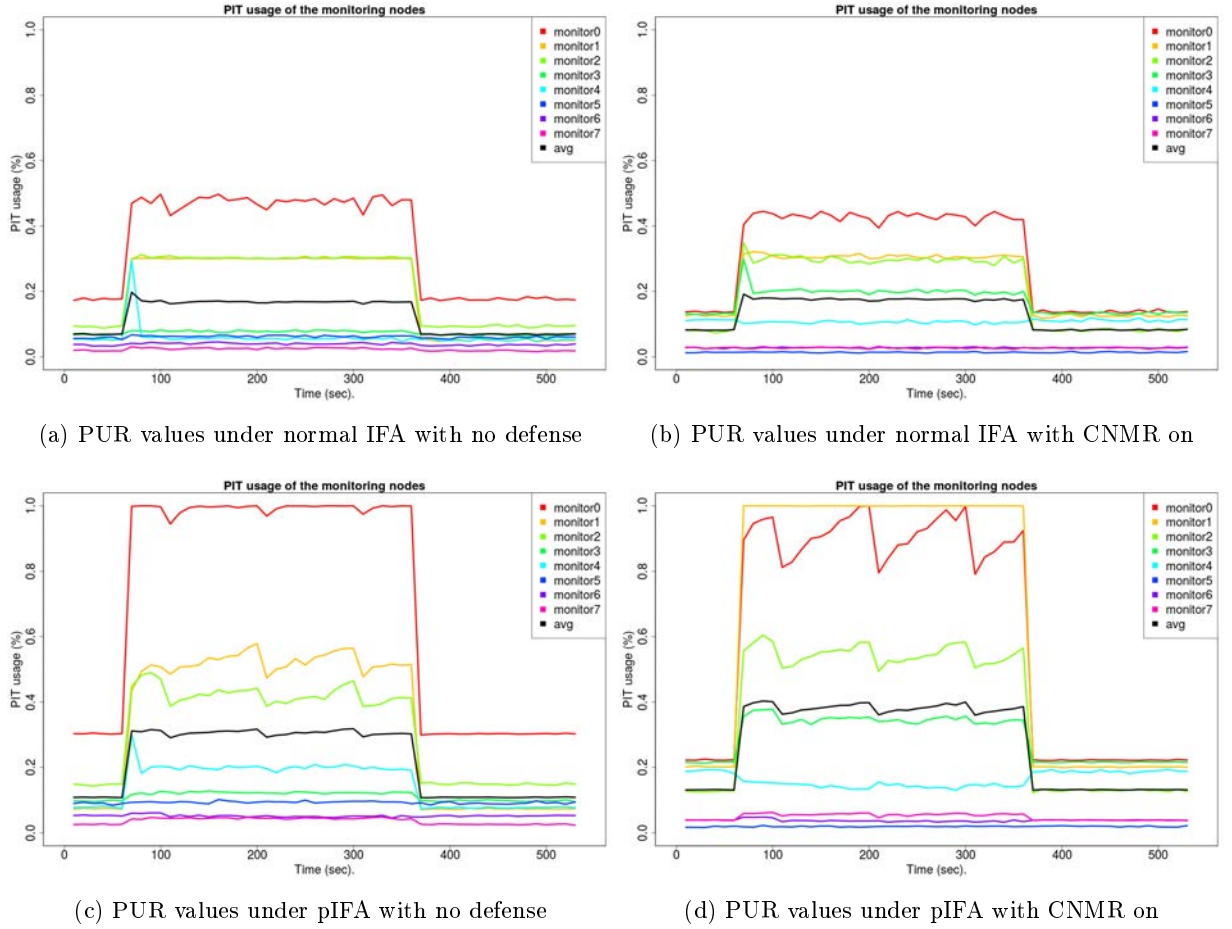 PIT usage of the monitoring nodes
PIT usage (%)
1.0
0.8
0.6
0.4
0.2
0.0
monitor0
monitor1
monitor2
monitor3
monitor4
monitor5
monitor6
monitor7
avg
0 100 200 300 400 500
Time (sec).
(a) PUR values under normal IFA with no defense
PIT usage of the monitoring nodes
PIT usage (%)
1.0
0.8
0.6
0.4
0.2
0.0
monitor0
monitor1
monitor2
monitor3
monitor4
monitor5
monitor6
monitor7
avg
0 100 200 300 400 500
Time (sec).
(b) PUR values under normal IFA with CNMR on
PIT usage of the monitoring nodes
PIT usage (%)
1.0
0.8
0.6
0.4
0.2
0.0
monitor0
monitor1
monitor2
monitor3
monitor4
monitor5
monitor6
monitor7
avg
0 100 200 300 400 500
Time (sec).
(c) PUR values under pIFA with no defense
PIT usage of the monitoring nodes
PIT usage (%)
1.0
0.8
0.6
0.4
0.2
0.0
monitor0
monitor1
monitor2
monitor3
monitor4
monitor5
monitor6
monitor7
avg
0 100 200 300 400 500
Time (sec).
(d) PUR values under pIFA with CNMR on